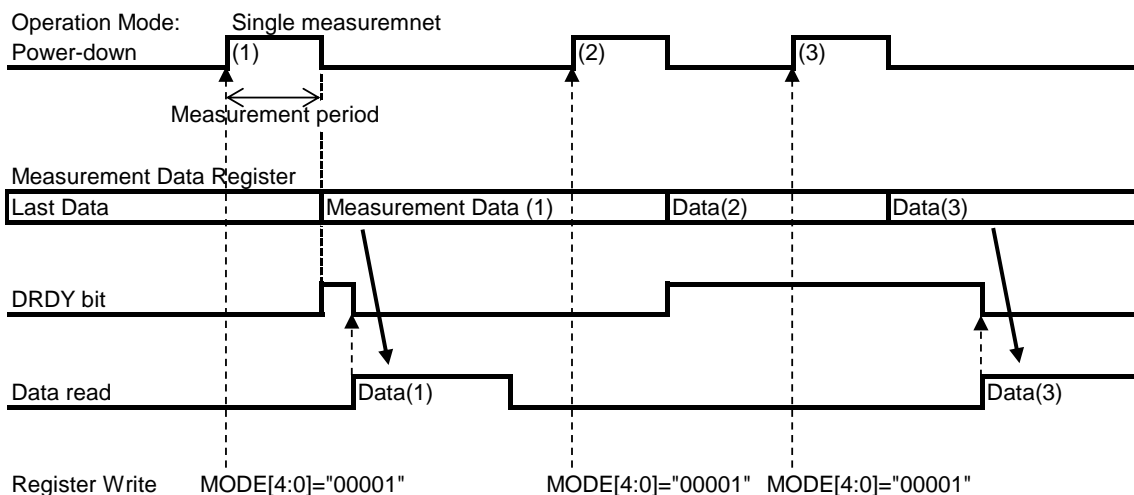 Operation Mode: Single measuremnet
Power-down (1) (2) (3)
Measurement period
Measurement Data Register
Last Data Measurement Data (1) Data(2) Data(3)
DRDY bit
Data read Data(1) Data(3)
Register Write MODE[4:0]="00001" MODE[4:0]="00001" MODE[4:0]="00001"